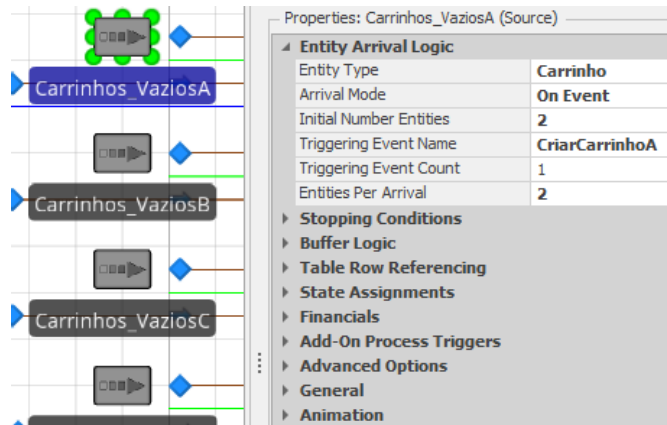 Properties: Carrinhos_VaziosA (Source)
Entity Arrival Logic
Entity Type Carrinho
Arrival Mode On Event
Initial Number Entities 2
Triggering Event Name CriarCarrinhoA
Triggering Event Count 1
Entities Per Arrival 2
Stopping Conditions
Buffer Logic
Table Row Referencing
State Assignments
Financials
Add-On Process Triggers
Advanced Options
General
Animation
Carrinhos_VaziosA
Carrinhos_VaziosB
Carrinhos_VaziosC